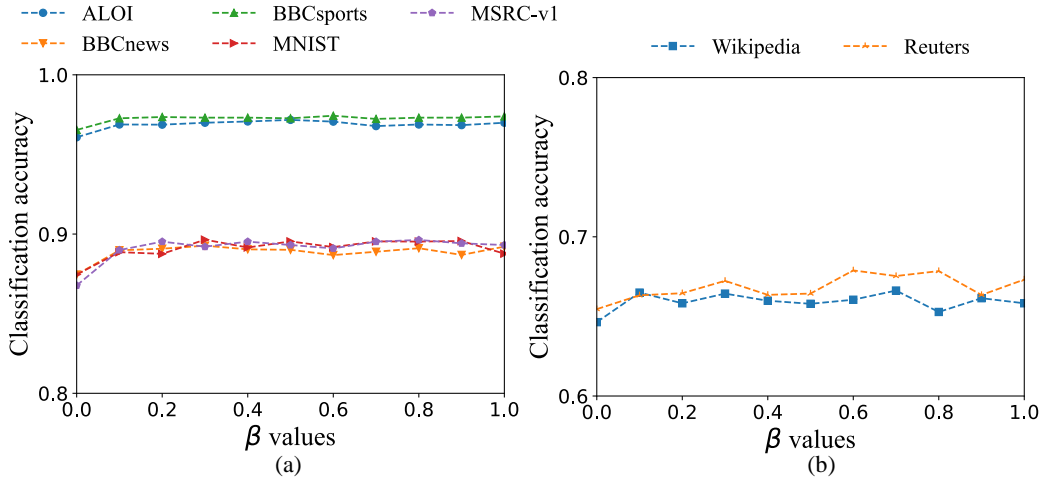 ALOI
BBCsports
MSRC-v1
BBCnews
MNIST
1.0
0.9
0.8
Classification accuracy
0.0 0.2 0.4 0.6 0.8 1.0
β values
(a)
Wikipedia
Reuters
0.8
0.7
0.6
Classification accuracy
0.0 0.2 0.4 0.6 0.8 1.0
β values
(b)